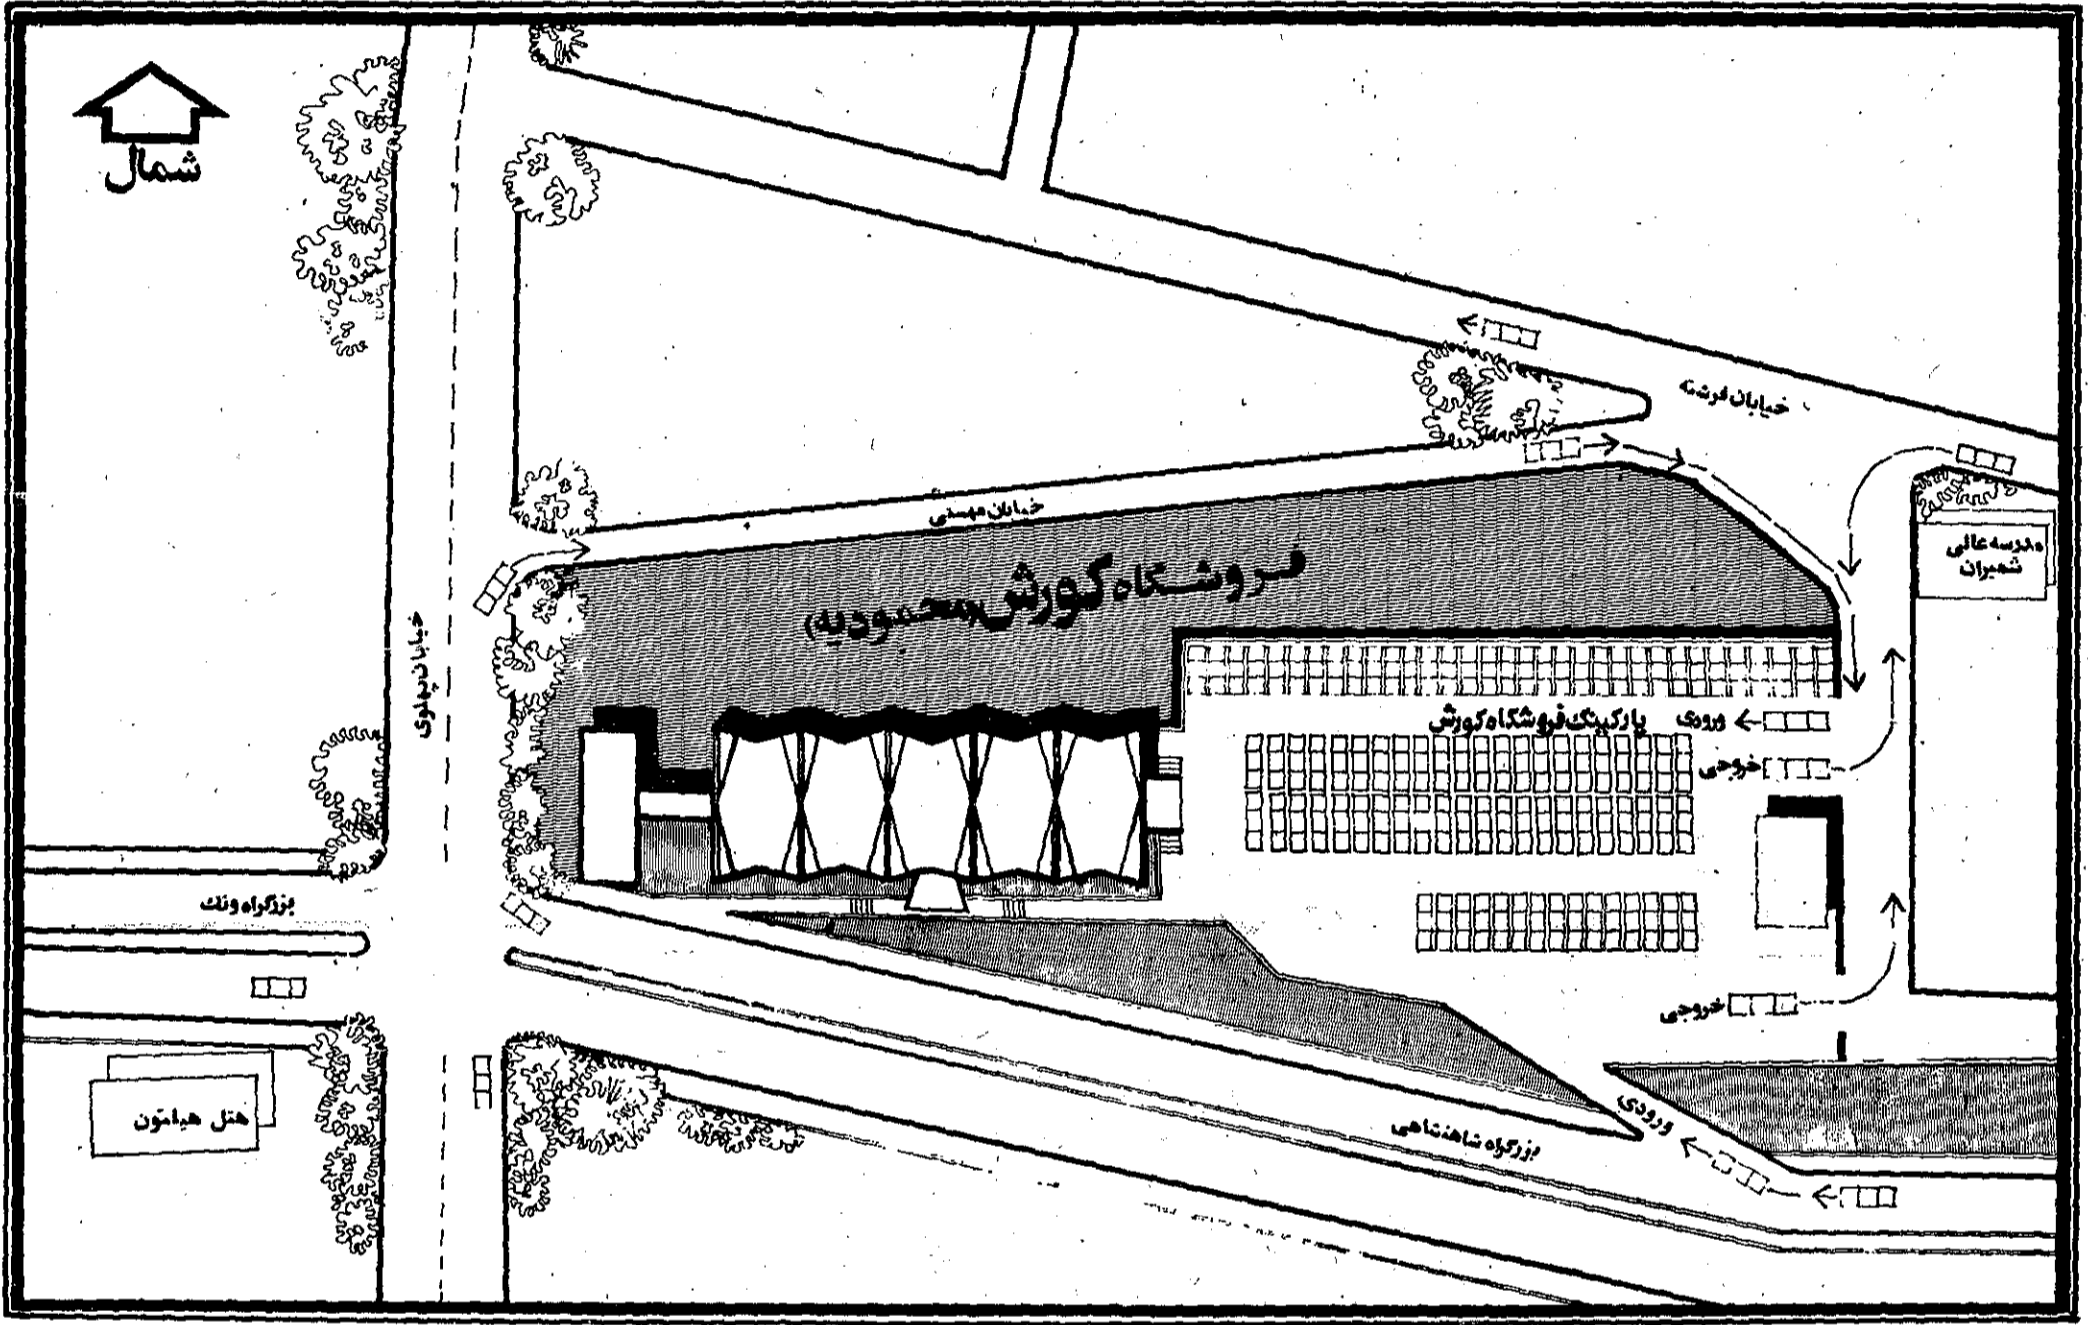 شمال
خیابان فرشته
خیابان مهستی
مدرسه عالی
شمیران
فروشگاه کورش (محمودیه)
خیابان پهلوی
پارکینگ فروشگاه کورش
ورودی
خروجی
بزرگراه ونک
خروجی
هتل هیلتون
ورودی
بزرگراه شاهنشاهی